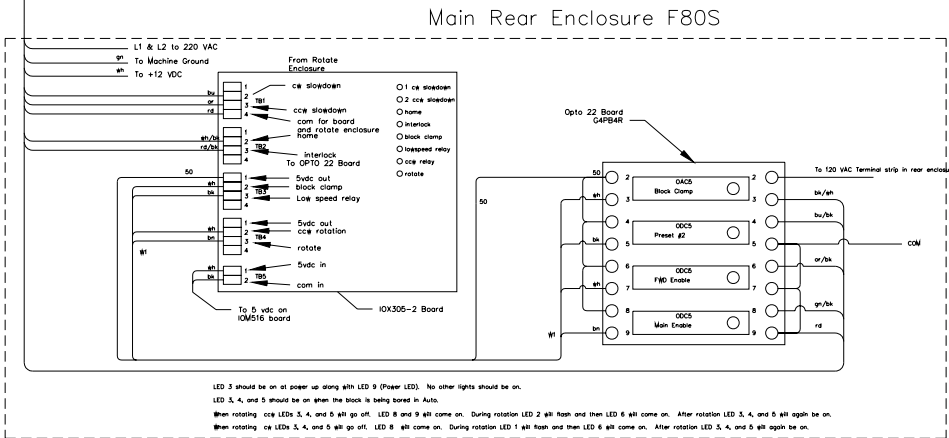 Main Rear Enclosure F80S
L1 & L2 to 220 VAC
gn
To Machine Ground
wh
To +12 VDC
From Rotate
Enclosure
bu
or
rd
1
2
3
4
TB1
cw slowdown
ccw slowdown
com for board
and rotate enclosure
wh/bk
rd/bk
1
2
3
4
TB2
home
interlock
To OPTO 22 Board
50
wh
bk
1
2
3
4
TB3
5vdc out
block clamp
Low speed relay
wh
bn
W1
1
2
3
4
TB4
5vdc out
ccw rotation
rotate
wh
bk
1
2
TB5
5vdc in
com in
1 cw slowdown
2 ccw slowdown
home
interlock
block clamp
lowspeed relay
ccw relay
rotate
To 5 vdc on
IOM516 board
IOX305-2 Board
Opto 22 Board
G4PB4R
50
50
wh
bk
wh
bn
W1
2
3
4
5
6
7
8
9
OAC5
Block Clamp
ODC5
Preset #2
ODC5
FWD Enable
ODC5
Main Enable
2
3
4
5
6
7
8
9
To 120 VAC Terminal strip in rear enclosu
bk/wh
bu/bk
COM
or/bk
gn/bk
rd
LED 3 should be on at power up along with LED 9 (Power LED). No other lights should be on.
LED 3, 4, and 5 should be on when the block is being bored in Auto.
When rotating ccw LEDs 3, 4, and 5 will go off. LED 8 and 9 will come on. During rotation LED 2 will flash and then LED 6 will come on. After rotation LED 3, 4, and 5 will again be on.
When rotating cw LEDs 3, 4, and 5 will go off. LED 8 will come on. During rotation LED 1 will flash and then LED 6 will come on. After rotation LED 3, 4, and 5 will again be on.